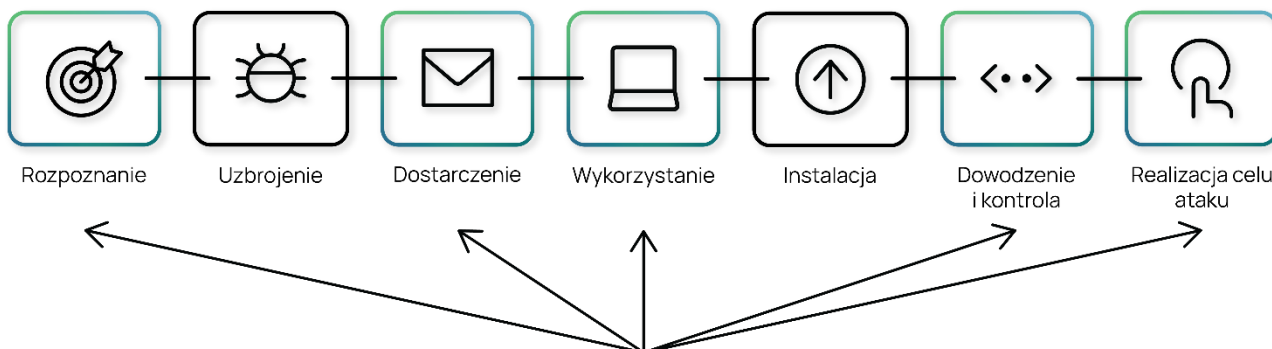 Rozpoznanie
Uzbrojenie
Dostarczenie
Wykorzystanie
Instalacja
Dowodzenie
i kontrola
Realizacja celu
ataku